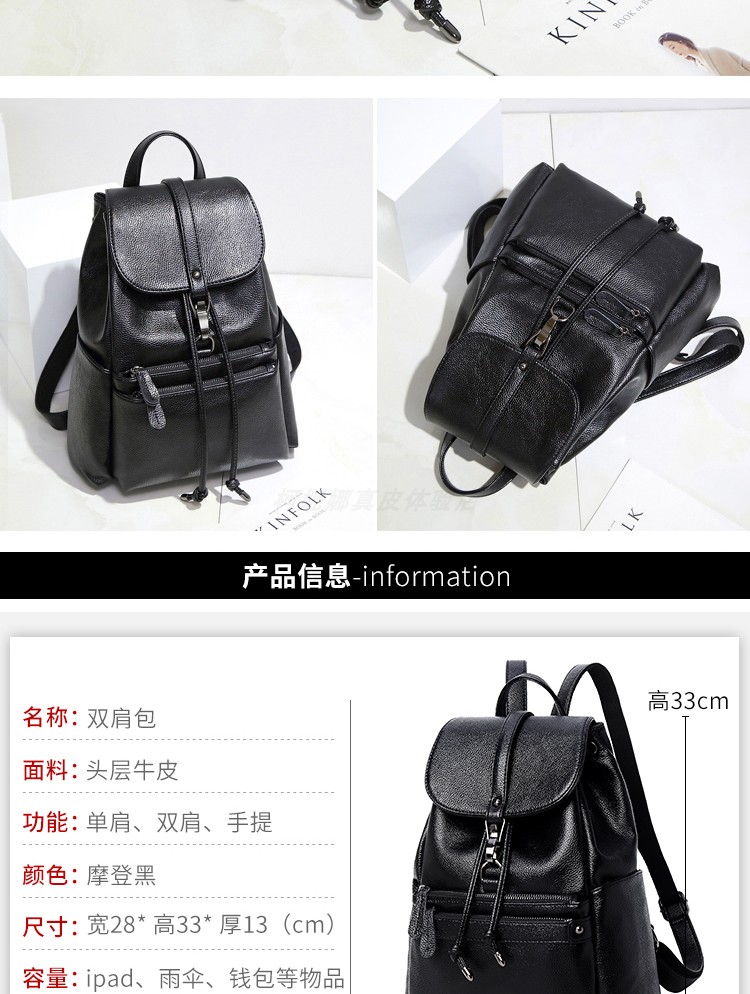 KINF
BOOK
KINFOLK
LK
产品信息-information
高33cm
名称：双肩包
面料：头层牛皮
功能：单肩、双肩、手提
颜色：摩登黑
尺寸：宽28* 高33* 厚13（cm）
容量：ipad、雨伞、钱包等物品